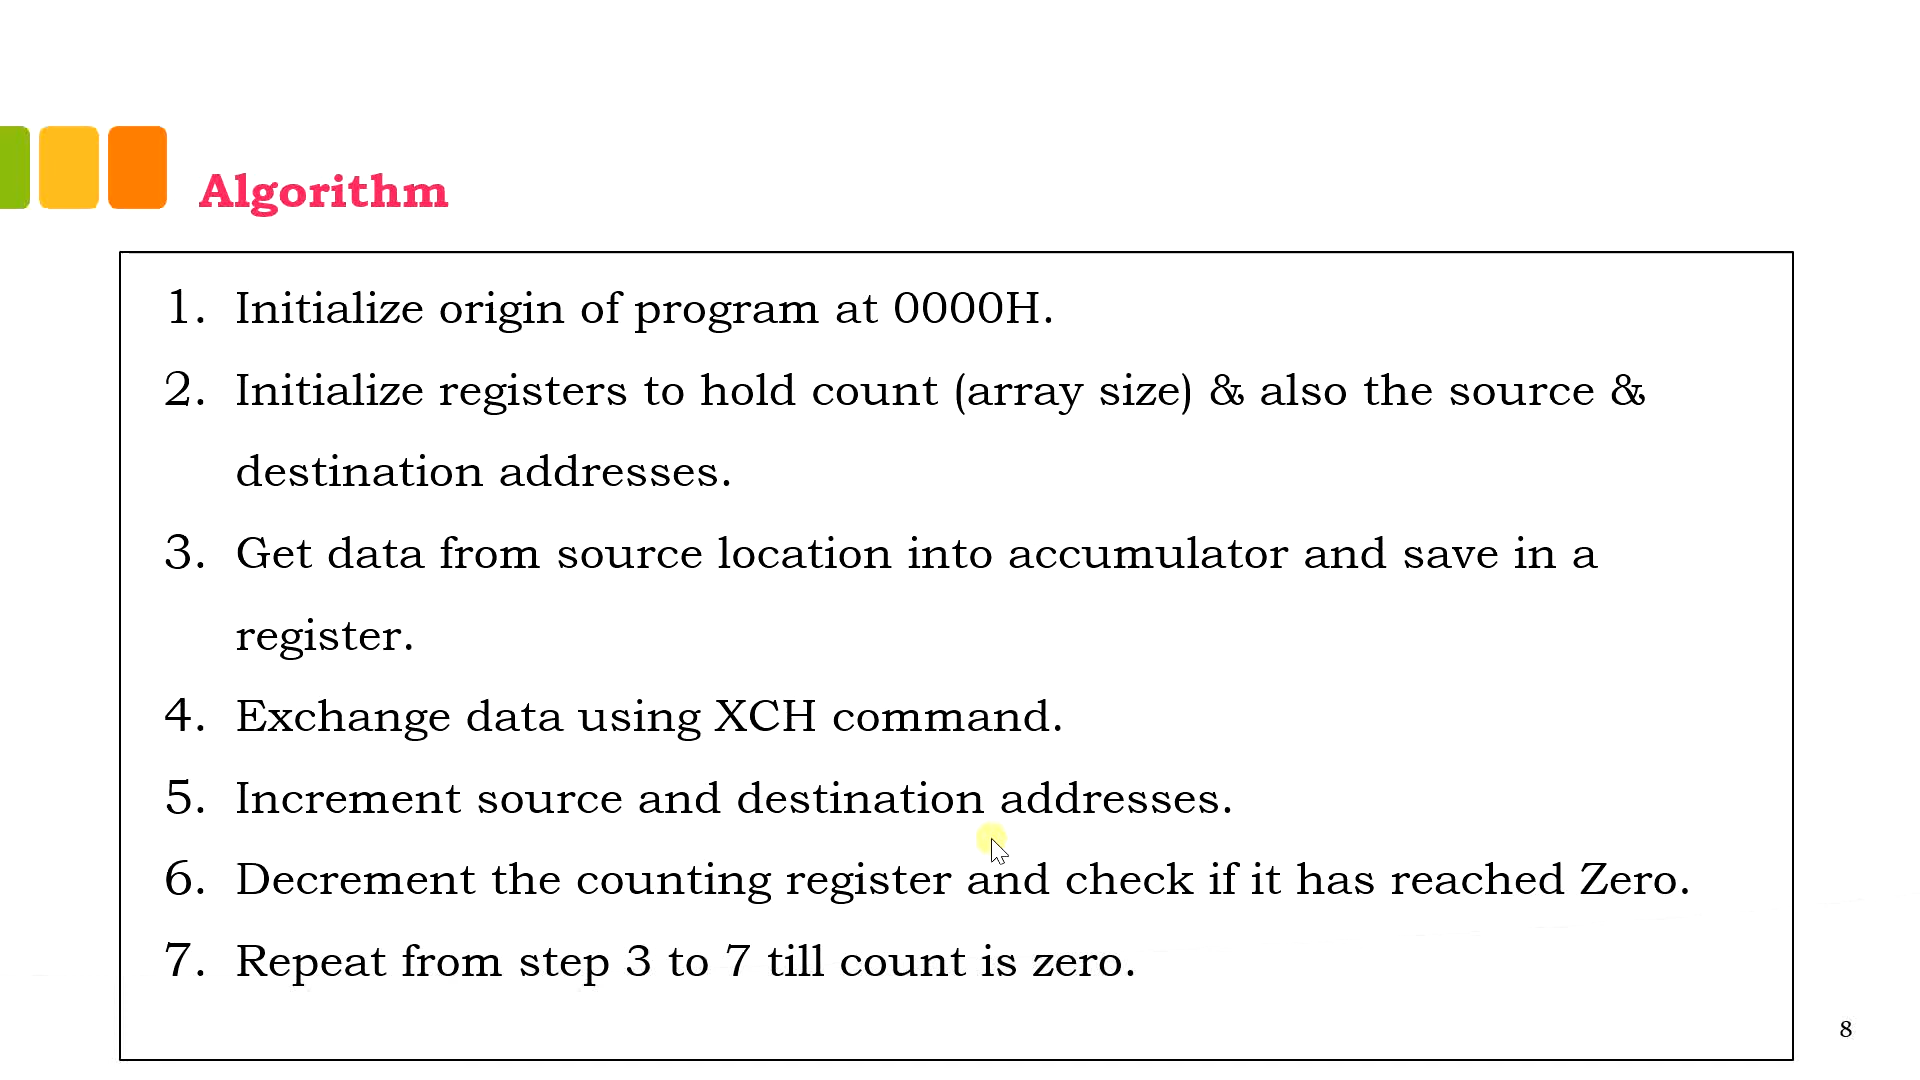 Algorithm
1. Initialize origin of program at 0000H.
2. Initialize registers to hold count (array size) & also the source &
destination addresses.
3. Get data from source location into accumulator and save in a
register.
4. Exchange data using XCH command.
5. Increment source and destination addresses.
6. Decrement the counting register and check if it has reached Zero.
7. Repeat from step 3 to 7 till count is zero.
8